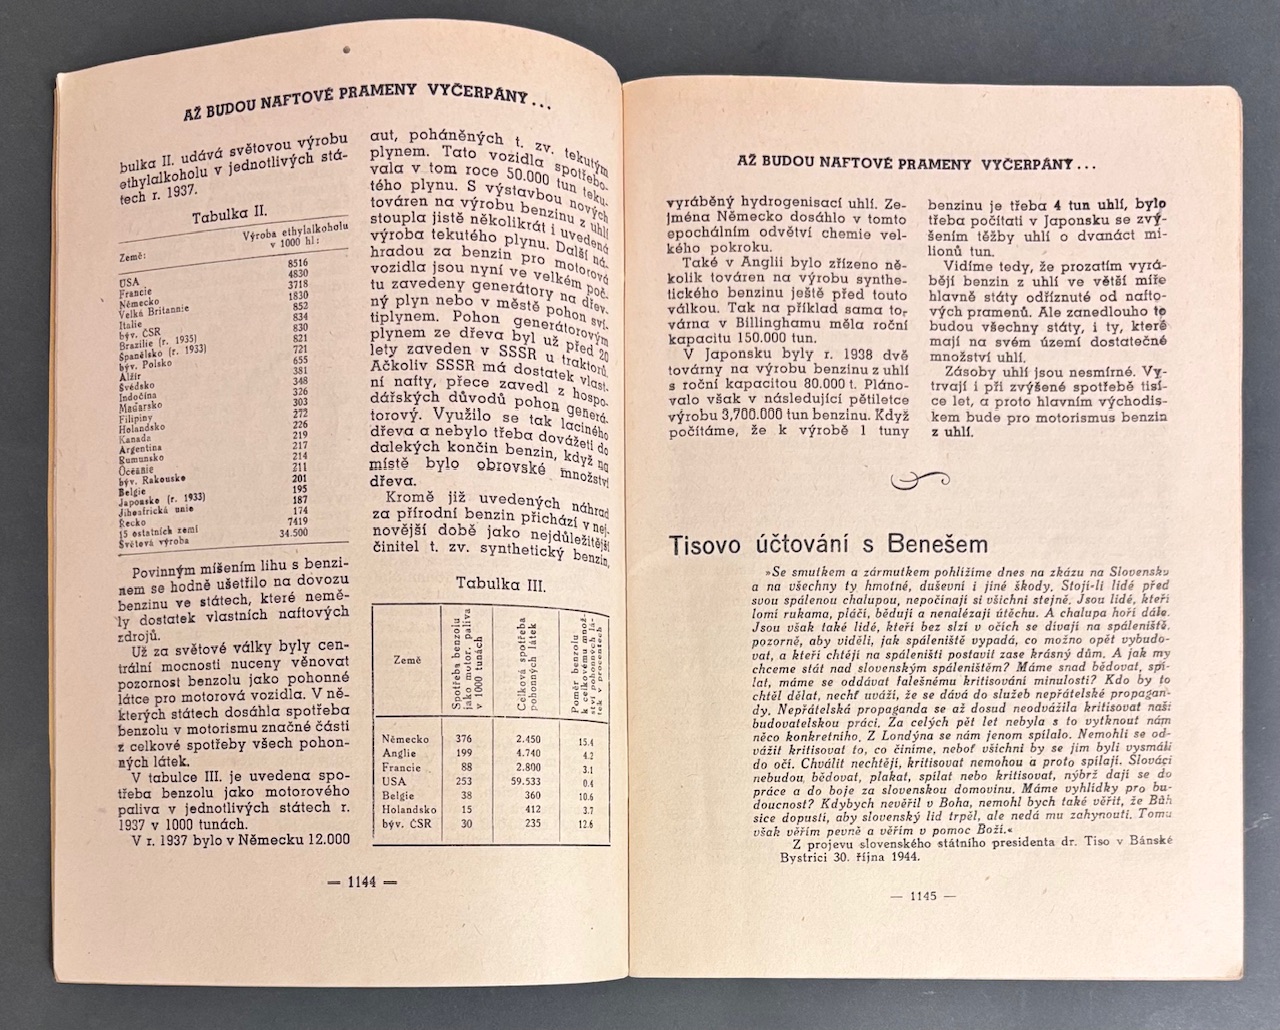 AŽ BUDOU NAFTOVÉ PRAMENY VYČERPÁNY...
bulka II. udává světovou výrobu
ethylalkoholu v jednotlivých stá-
tech r. 1937.
Tabulka II.
Země: Výroba ethylalkoholu
v 1000 hl:
USA 8516
Francie 4830
Německo 3718
Velká Britannie 1830
Itálie 852
býv. ČSR 834
Brazilie (r. 1935) 830
Španělsko (r. 1933) 821
býv. Polsko 721
Alžír 655
Švédsko 381
Indočína 348
Maďarsko 326
Filipiny 303
Holandsko 272
Kanada 226
Argentina 219
Rumunsko 217
Oceánie 214
býv. Rakousko 211
Belgie 201
Japonsko (r. 1933) 195
Jihoafrická unie 187
Řecko 174
15 ostatních zemí 7419
Světová výroba 34.500
Povinným míšením lihu s benzi-
nem se hodně ušetřilo na dovozu
benzinu ve státech, které nemě-
ly dostatek vlastních naftových
zdrojů.
Už za světové války byly cen-
trální mocnosti nuceny věnovat
pozornost benzolu jako pohonné
látce pro motorová vozidla. V ně-
kterých státech dosáhla spotřeba
benzolu v motorismu značné části
z celkové spotřeby všech pohon-
ných látek.
V tabulce III. je uvedena spo-
třeba benzolu jako motorového
paliva v jednotlivých státech r.
1937 v 1000 tunách.
V r. 1937 bylo v Německu 12.000
aut, poháněných t. zv. tekutým
plynem. Tato vozidla spotřebo-
vala v tom roce 50.000 tun teku-
tého plynu. S výstavbou nových
továren na výrobu benzinu z uhlí
stoupla jistě několikrát i uvedená
výroba tekutého plynu. Další ná-
hradou za benzin pro motorová
vozidla jsou nyní ve velkém poč-
tu zavedeny generátory na dřev-
ný plyn nebo v městě pohon sví-
tiplynem. Pohon generátorovým
plynem ze dřeva byl už před 20
lety zaveden v SSSR u traktorů.
Ačkoliv SSSR má dostatek vlast-
ní nafty, přece zavedl z hospo-
dářských důvodů pohon generá-
torový. Využilo se tak laciného
dřeva a nebylo třeba dovážeti do
dalekých končin benzin, když na
místě bylo obrovské množství
dřeva.
Kromě již uvedených náhrad
za přírodní benzin přichází v nej-
novější době jako nejdůležitější
činitel t. zv. synthetický benzin,
Tabulka III.
Země
Spotřeba benzolu
jako motor. paliva
v 1000 tunách
Celková spotřeba
pohonných látek
Poměr benzolu
k celkovému množ-
ství pohonných lá-
tek v procentech
Německo 376 2.450 15.4
Anglie 199 4.740 4.2
Francie 88 2.800 3.1
USA 253 59.533 0.4
Belgie 38 360 10.6
Holandsko 15 412 3.7
býv. ČSR 30 235 12.6
= 1144 =
AŽ BUDOU NAFTOVÉ PRAMENY VYČERPÁNY...
vyráběný hydrogenisací uhlí. Ze-
jména Německo dosáhlo v tomto
epochálním odvětví chemie vel-
kého pokroku.
Také v Anglii bylo zřízeno ně-
kolik továren na výrobu synthe-
tického benzinu ještě před touto
válkou. Tak na příklad sama to-
várna v Billinghamu měla roční
kapacitu 150.000 tun.
V Japonsku byly r. 1938 dvě
továrny na výrobu benzinu z uhlí
s roční kapacitou 80.000 t. Pláno-
valo však v následující pětiletce
výrobu 3,700.000 tun benzinu. Když
počítáme, že k výrobě 1 tuny
benzinu je třeba 4 tun uhlí, bylo
třeba počítati v Japonsku se zvý-
šením těžby uhlí o dvanáct mi-
lionů tun.
Vidíme tedy, že prozatím vyrá-
bějí benzin z uhlí ve větší míře
hlavně státy odříznuté od nafto-
vých pramenů. Ale zanedlouho to
budou všechny státy, i ty, které
mají na svém území dostatečné
množství uhlí.
Zásoby uhlí jsou nesmírné. Vy-
trvají i při zvýšené spotřebě tisí-
ce let, a proto hlavním východis-
kem bude pro motorismus benzin
z uhlí.
Tisovo účtování s Benešem
»Se smutkem a zármutkem pohlížíme dnes na zkázu na Slovensku
a na všechny ty hmotné, duševní i jiné škody. Stojí-li lidé před
svou spálenou chalupou, nepočínají si všichni stejně. Jsou lidé, kteří
lomí rukama, pláčí, bědují a nenalézají útěchu. A chalupa hoří dále.
Jsou však také lidé, kteří bez slzí v očích se dívají na spáleniště,
pozorně, aby viděli, jak spáleniště vypadá, co možno opět vybudo-
vat, a kteří chtějí na spáleništi postavit zase krásný dům. A jak my
chceme stát nad slovenským spáleništěm? Máme snad bědovat, spí-
lat, máme se oddávat falešnému kritisování minulosti? Kdo by to
chtěl dělat, nechť uváží, že se dává do služeb nepřátelské propagan-
dy. Nepřátelská propaganda se až dosud neodvážila kritisovat naši
budovatelskou práci. Za celých pět let nebyla s to vytknout nám
něco konkretního. Z Londýna se nám jenom spílalo. Nemohli se od-
vážit kritisovat to, co činíme, neboť všichni by se jim byli vysmáli
do očí. Chválit nechtějí, kritisovat nemohou a proto spílají. Slováci
nebudou bědovat, plakat, spílat nebo kritisovat, nýbrž dají se do
práce a do boje za slovenskou domovinu. Máme vyhlídky pro bu-
doucnost? Kdybych nevěřil v Boha, nemohl bych také věřit, že Bůh
sice dopustí, aby slovenský lid trpěl, ale nedá mu zahynouti. Tomu
však věřím pevně a věřím v pomoc Boží.«
Z projevu slovenského státního presidenta dr. Tiso v Bánské
Bystrici 30. října 1944.
— 1145 —